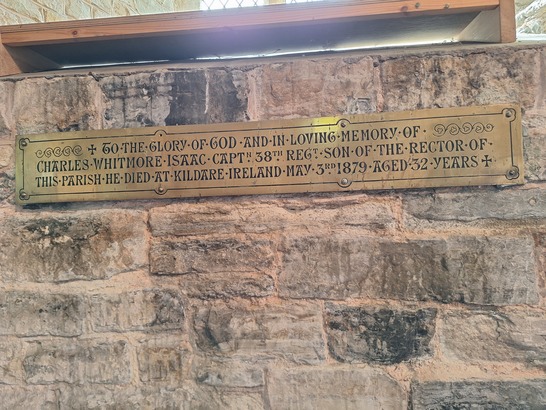 ✠ TO·THE·GLORY·OF·GOD·AND·IN·LOVING·MEMORY·OF
CHARLES·WHITMORE·ISAAC·CAPTN·38TH REGT·SON·OF·THE·RECTOR·OF·
THIS·PARISH·HE·DIED·AT·KILDARE·IRELAND·MAY·3RD 1879·AGED·32·YEARS✠